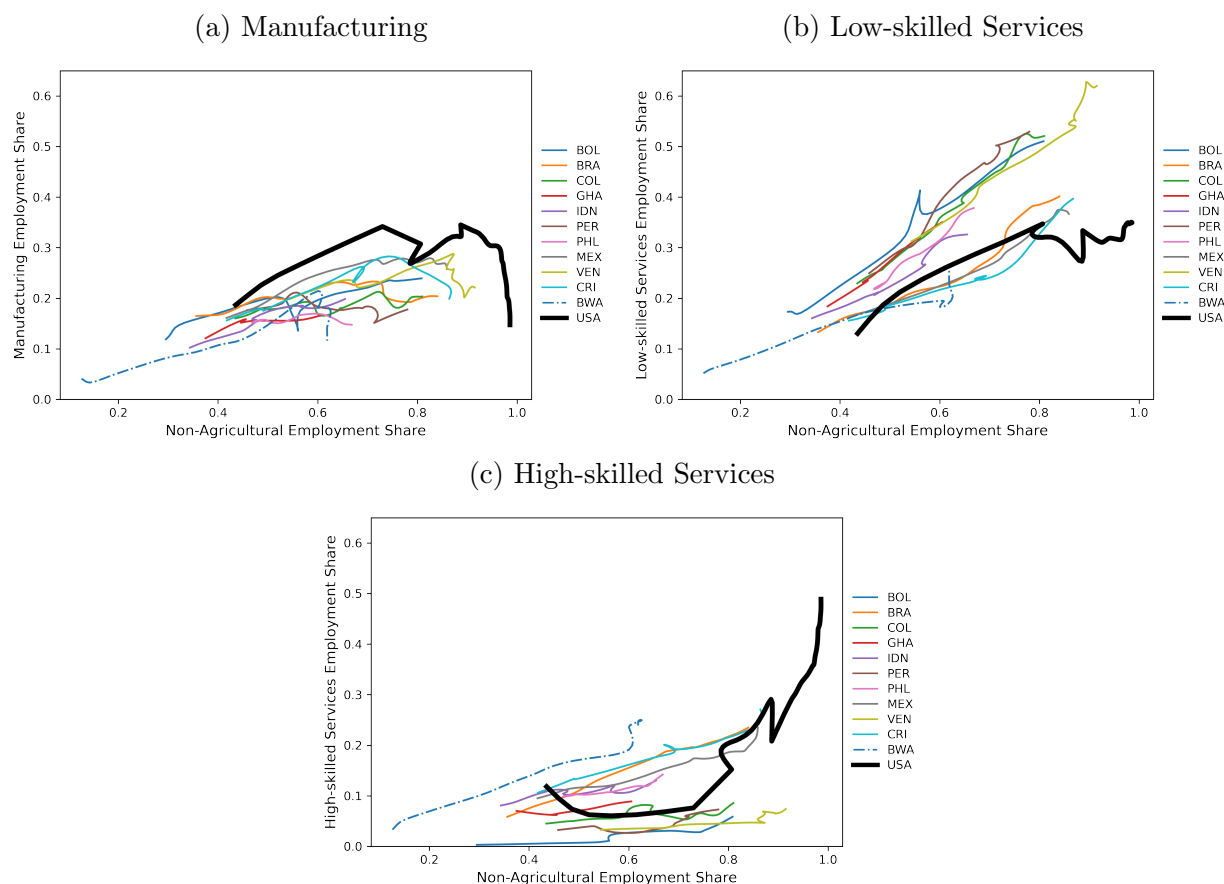 (a) Manufacturing
Manufacturing Employment Share
0.6
0.5
0.4
0.3
0.2
0.1
0.0
0.2
0.4
0.6
0.8
1.0
Non-Agricultural Employment Share
BOL
BRA
COL
GHA
IDN
PER
PHL
MEX
VEN
CRI
BWA
USA
(b) Low-skilled Services
Low-skilled Services Employment Share
0.6
0.5
0.4
0.3
0.2
0.1
0.0
0.2
0.4
0.6
0.8
1.0
Non-Agricultural Employment Share
BOL
BRA
COL
GHA
IDN
PER
PHL
MEX
VEN
CRI
BWA
USA
(c) High-skilled Services
High-skilled Services Employment Share
0.6
0.5
0.4
0.3
0.2
0.1
0.0
0.2
0.4
0.6
0.8
1.0
Non-Agricultural Employment Share
BOL
BRA
COL
GHA
IDN
PER
PHL
MEX
VEN
CRI
BWA
USA